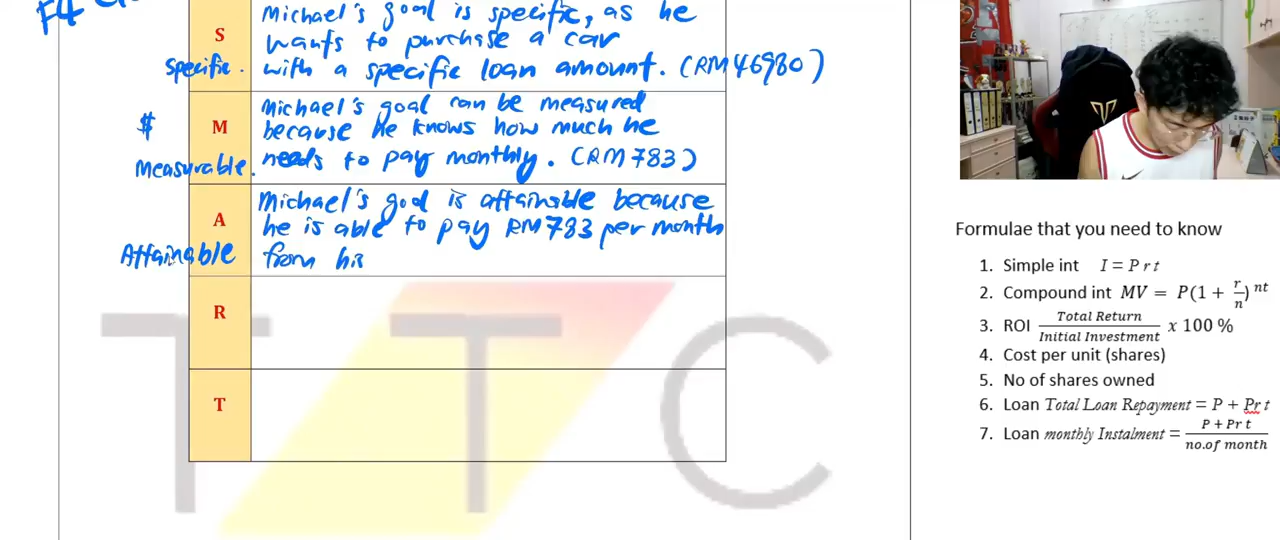 F4
S
Specific.
Michael's goal is specific, as he
wants to purchase a car
with a specific loan amount. (RM46980)
$
M
Measurable.
Michael's goal can be measured
because he knows how much he
needs to pay monthly. (RM783)
A
Attainable
Michael's goal is attainable because
he is able to pay RM783 per month
from his
R
T
TTC
Formulae that you need to know
1. Simple int I = P r t
2. Compound int MV = P(1 + r/n) nt
3. ROI Total Return / Initial Investment x 100 %
4. Cost per unit (shares)
5. No of shares owned
6. Loan Total Loan Repayment = P + Pr t
7. Loan monthly Instalment = P + Pr t / no.of month